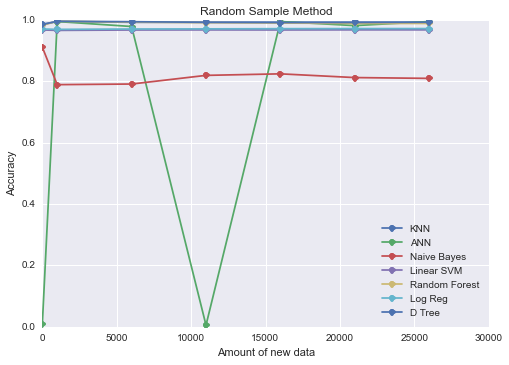 Random Sample Method
1.0
0.8
0.6
0.4
0.2
0.0
Accuracy
KNN
ANN
Naive Bayes
Linear SVM
Random Forest
Log Reg
D Tree
0 5000 10000 15000 20000 25000 30000
Amount of new data